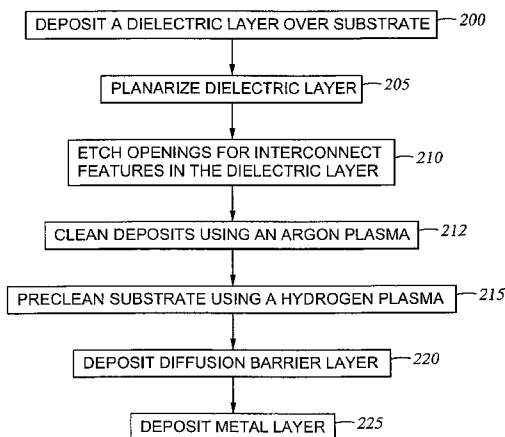 DEPOSIT A DIELECTRIC LAYER OVER SUBSTRATE 200
PLANARIZE DIELECTRIC LAYER 205
ETCH OPENINGS FOR INTERCONNECT
FEATURES IN THE DIELECTRIC LAYER 210
CLEAN DEPOSITS USING AN ARGON PLASMA 212
PRECLEAN SUBSTRATE USING A HYDROGEN PLASMA 215
DEPOSIT DIFFUSION BARRIER LAYER 220
DEPOSIT METAL LAYER 225